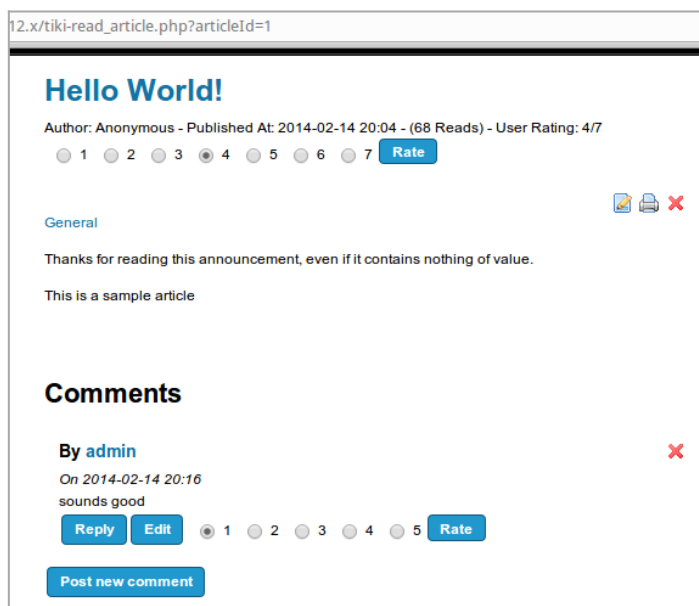 12.x/tiki-read_article.php?articleId=1
Hello World!
Author: Anonymous - Published At: 2014-02-14 20:04 - (68 Reads) - User Rating: 4/7
1 2 3 4 5 6 7 Rate
General
Thanks for reading this announcement, even if it contains nothing of value.
This is a sample article
Comments
By admin
On 2014-02-14 20:16
sounds good
Reply Edit 1 2 3 4 5 Rate
Post new comment